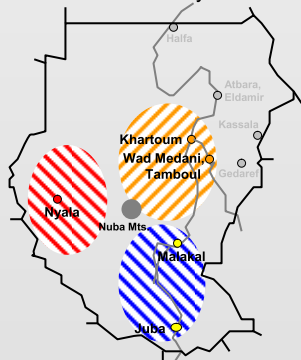 Halfa
Atbara,
Eldamir
Kassala
Khartoum
Wad Medani,
Tamboul
Gedaref
Nyala
Nuba Mts.
Malakal
Juba